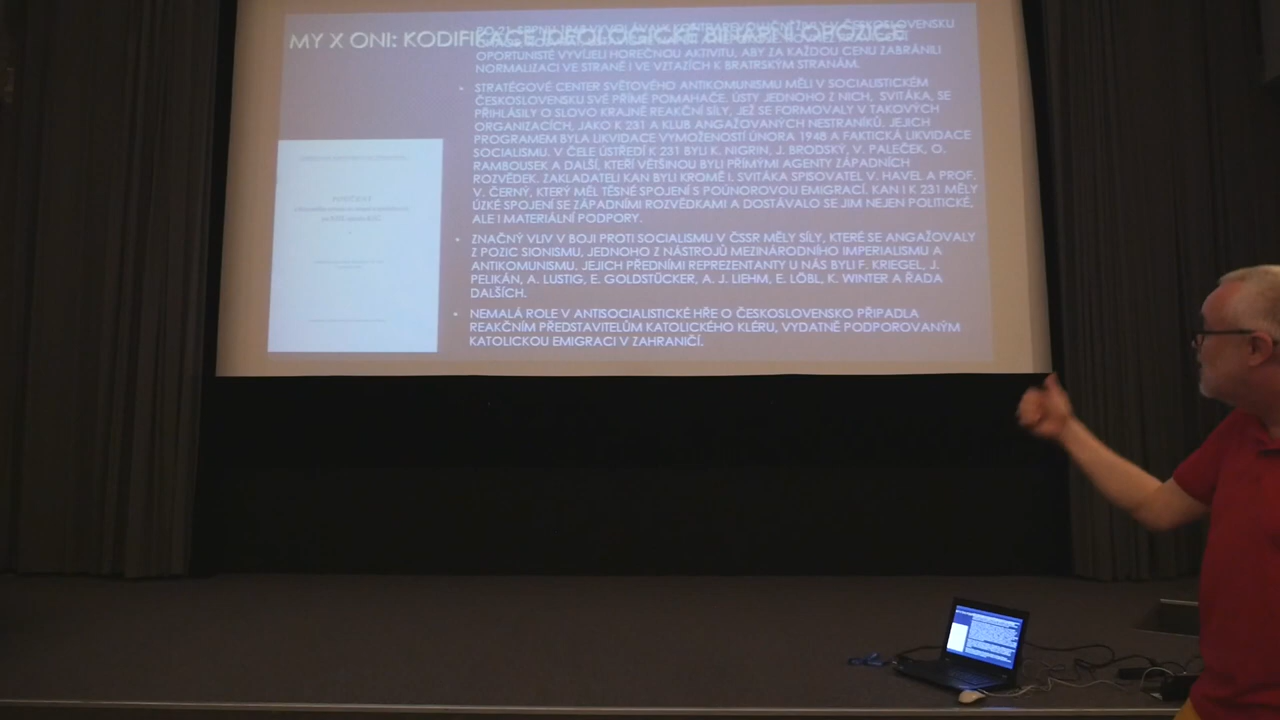 MY X ONI: KODIFIKACE IDEOLOGICKÉ BINÁRNÍ OPOZICE
OPORTUNISTÉ VYVÍJELI HOREČNOU AKTIVITU, ABY ZA KAŽDOU CENU ZABRÁNILI
NORMALIZACI VE STRANĚ I VE VZTAZÍCH K BRATRSKÝM STRANÁM.
• STRATÉGOVÉ CENTER SVĚTOVÉHO ANTIKOMUNISMU MĚLI V SOCIALISTICKÉM
ČESKOSLOVENSKU SVÉ PŘÍMÉ POMAHAČE. ÚSTY JEDNOHO Z NICH, SVITÁKA, SE
PŘIHLÁSILY O SLOVO KRAJNĚ REAKČNÍ SÍLY, JEŽ SE FORMOVALY V TAKOVÝCH
ORGANIZACÍCH, JAKO K 231 A KLUB ANGAŽOVANÝCH NESTRANÍKŮ. JEJICH
PROGRAMEM BYLA LIKVIDACE VYMOŽENOSTÍ ÚNORA 1948 A FAKTICKÁ LIKVIDACE
SOCIALISMU. V ČELE ÚSTŘEDÍ K 231 BYLI K. NIGRIN, J. BRODSKÝ, V. PALEČEK, O.
RAMBOUSEK A DALŠÍ, KTEŘÍ VĚTŠINOU BYLI PŘÍMÝMI AGENTY ZÁPADNÍCH
ROZVĚDEK. ZAKLADATELI KAN BYLI KROMĚ I. SVITÁKA SPISOVATEL V. HAVEL A PROF.
V. ČERNÝ, KTERÝ MĚL TĚSNÉ SPOJENÍ S POÚNOROVOU EMIGRACÍ. KAN I K 231 MĚLY
ÚZKÉ SPOJENÍ SE ZÁPADNÍMI ROZVĚDKAMI A DOSTÁVALO SE JIM NEJEN POLITICKÉ,
ALE I MATERIÁLNÍ PODPORY.
• ZNAČNÝ VLIV V BOJI PROTI SOCIALISMU V ČSSR MĚLY SÍLY, KTERÉ SE ANGAŽOVALY
Z POZIC SIONISMU, JEDNOHO Z NÁSTROJŮ MEZINÁRODNÍHO IMPERIALISMU A
ANTIKOMUNISMU. JEJICH PŘEDNÍMI REPREZENTANTY U NÁS BYLI F. KRIEGEL, J.
PELIKÁN, A. LUSTIG, E. GOLDSTÜCKER, A. J. LIEHM, E. LÖBL, K. WINTER A ŘADA
DALŠÍCH.
• NEMALÁ ROLE V ANTISOCIALISTICKÉ HŘE O ČESKOSLOVENSKO PŘIPADLA
REAKČNÍM PŘEDSTAVITELŮM KATOLICKÉHO KLÉRU, VYDATNĚ PODPOROVANÝM
KATOLICKOU EMIGRACÍ V ZAHRANIČÍ.